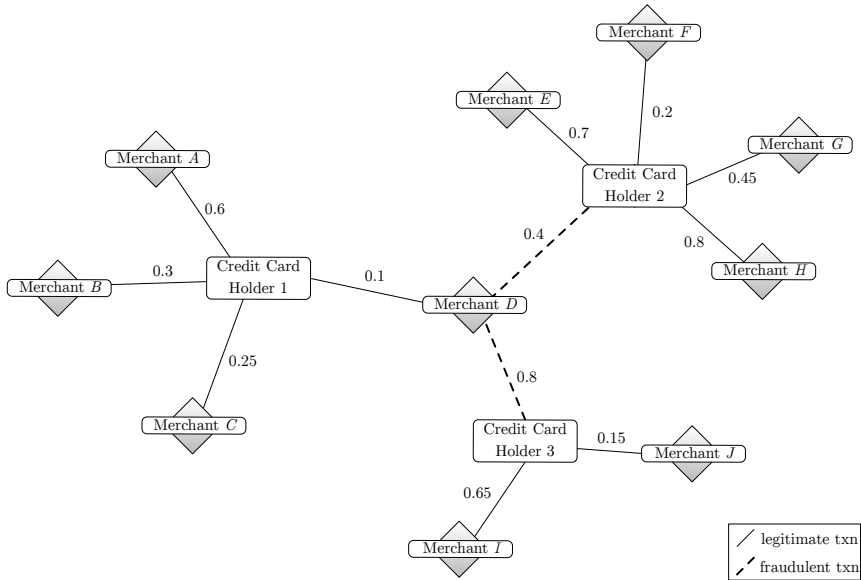 Merchant F
Merchant E
0.7
0.2
Merchant G
0.45
Credit Card
Holder 2
Merchant A
0.6
0.4
0.8
Merchant H
Merchant B
0.3
Credit Card
Holder 1
0.1
Merchant D
0.25
0.8
Merchant C
Credit Card
Holder 3
0.15
Merchant J
0.65
Merchant I
legitimate txn
fraudulent txn